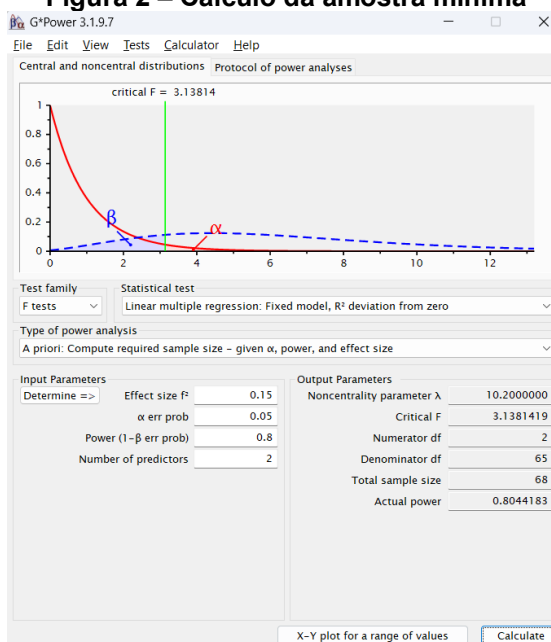 Figura 2 – Cálculo da amostra mínima
G*Power 3.1.9.7
File Edit View Tests Calculator Help
Central and noncentral distributions Protocol of power analyses
critical F = 3.13814
1
0.8
0.6
0.4
0.2
0
β
α
0 2 4 6 8 10 12
Test family Statistical test
F tests Linear multiple regression: Fixed model, R² deviation from zero
Type of power analysis
A priori: Compute required sample size – given α, power, and effect size
Input Parameters Output Parameters
Determine => Effect size f² 0.15 Noncentrality parameter λ 10.2000000
α err prob 0.05 Critical F 3.1381419
Power (1-β err prob) 0.8 Numerator df 2
Number of predictors 2 Denominator df 65
Total sample size 68
Actual power 0.8044183
X-Y plot for a range of values Calculate